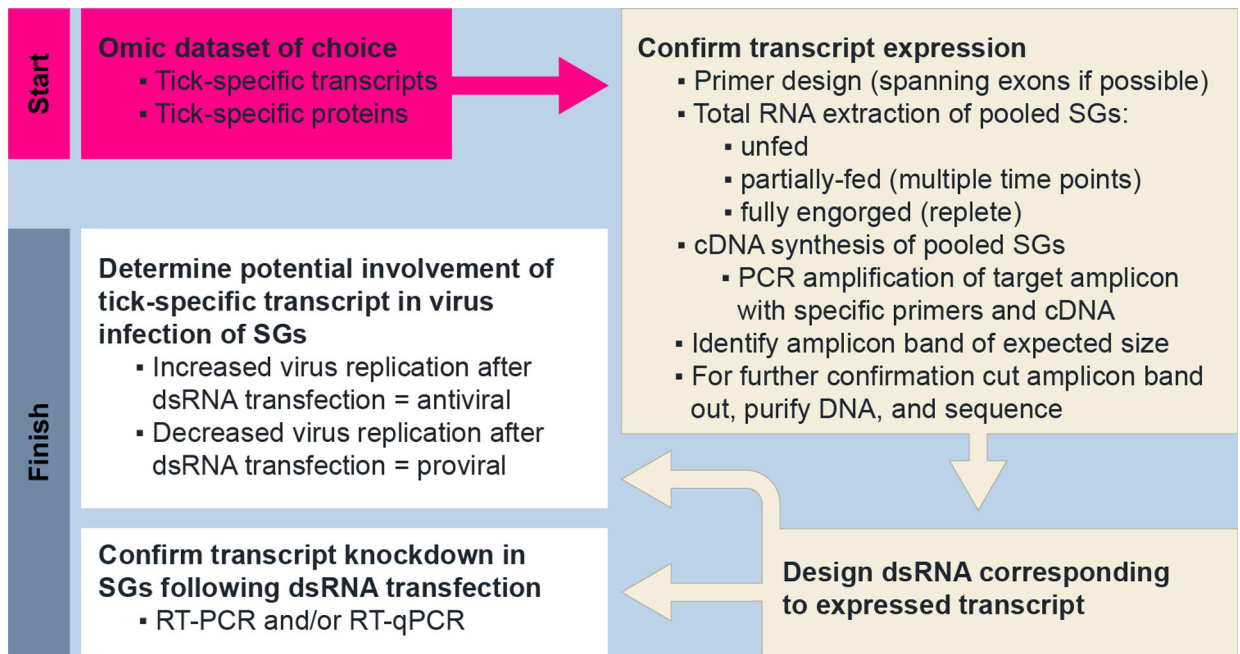 Start
Omic dataset of choice
▪ Tick-specific transcripts
▪ Tick-specific proteins
Confirm transcript expression
▪ Primer design (spanning exons if possible)
▪ Total RNA extraction of pooled SGs:
▪ unfed
▪ partially-fed (multiple time points)
▪ fully engorged (replete)
▪ cDNA synthesis of pooled SGs
▪ PCR amplification of target amplicon
with specific primers and cDNA
▪ Identify amplicon band of expected size
▪ For further confirmation cut amplicon band
out, purify DNA, and sequence
Design dsRNA corresponding
to expressed transcript
Finish
Determine potential involvement of
tick-specific transcript in virus
infection of SGs
▪ Increased virus replication after
dsRNA transfection = antiviral
▪ Decreased virus replication after
dsRNA transfection = proviral
Confirm transcript knockdown in
SGs following dsRNA transfection
▪ RT-PCR and/or RT-qPCR